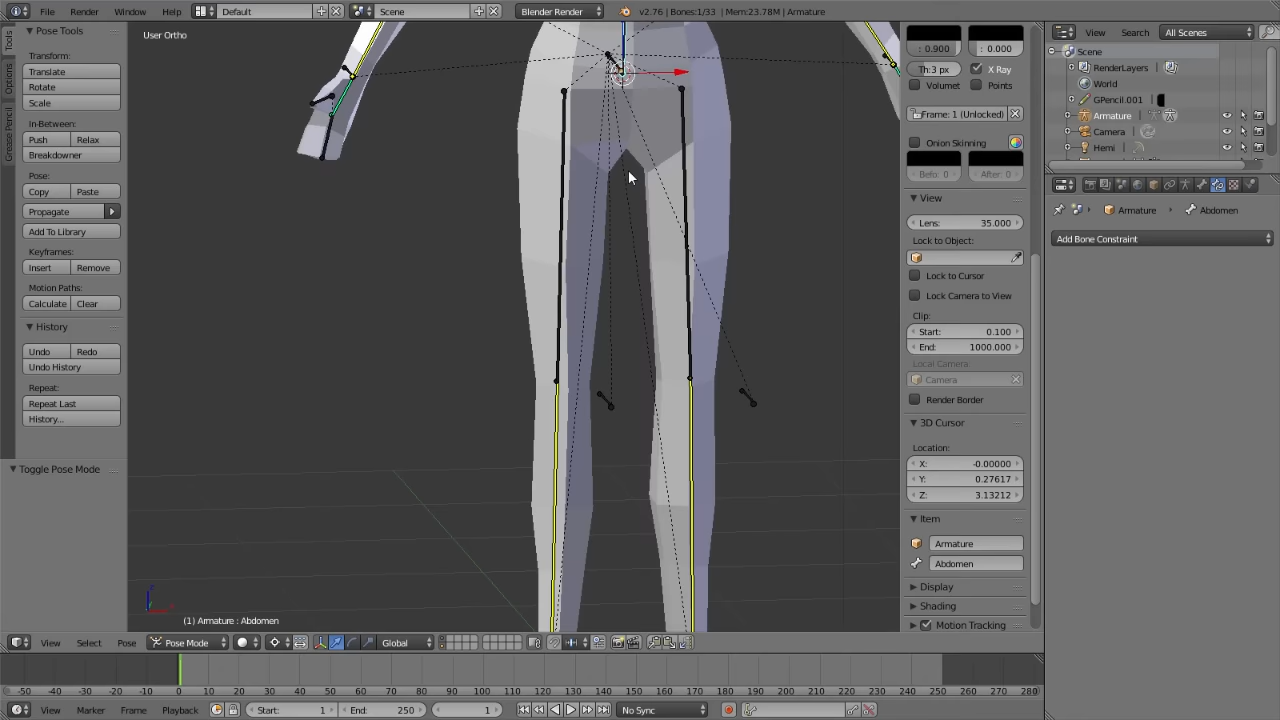 File Render Window Help Default Scene Blender Render v2.76 | Bones:1/33 | Mem:23.78M | Armature
Tools
Options
Grease Pencil
Pose Tools
Transform:
Translate
Rotate
Scale
In-Between:
Push Relax
Breakdowner
Pose:
Copy Paste
Propagate
Add To Library
Keyframes:
Insert Remove
Motion Paths:
Calculate Clear
History
Undo Redo
Undo History
Repeat:
Repeat Last
History...
Toggle Pose Mode
User Ortho
(1) Armature : Abdomen
0.900 : 0.000
Th:3 px X Ray
Volumet Points
Frame: 1 (Unlocked)
Onion Skinning
Befo: 0 After: 0
View
Lens: 35.000
Lock to Object:
Lock to Cursor
Lock Camera to View
Clip:
Start: 0.100
End: 1000.000
Local Camera:
Camera
Render Border
3D Cursor
Location:
X: -0.00000
Y: 0.27617
Z: 3.13212
Item
Armature
Abdomen
Display
Shading
Motion Tracking
View Search All Scenes
Scene
RenderLayers
World
GPencil.001
Armature
Camera
Hemi
Armature Abdomen
Add Bone Constraint
View Select Pose Pose Mode Global
-50 -40 -30 -20 -10 0 10 20 30 40 50 60 70 80 90 100 110 120 130 140 150 160 170 180 190 200 210 220 230 240 250 260 270 280
View Marker Frame Playback Start: 1 End: 250 1 No Sync